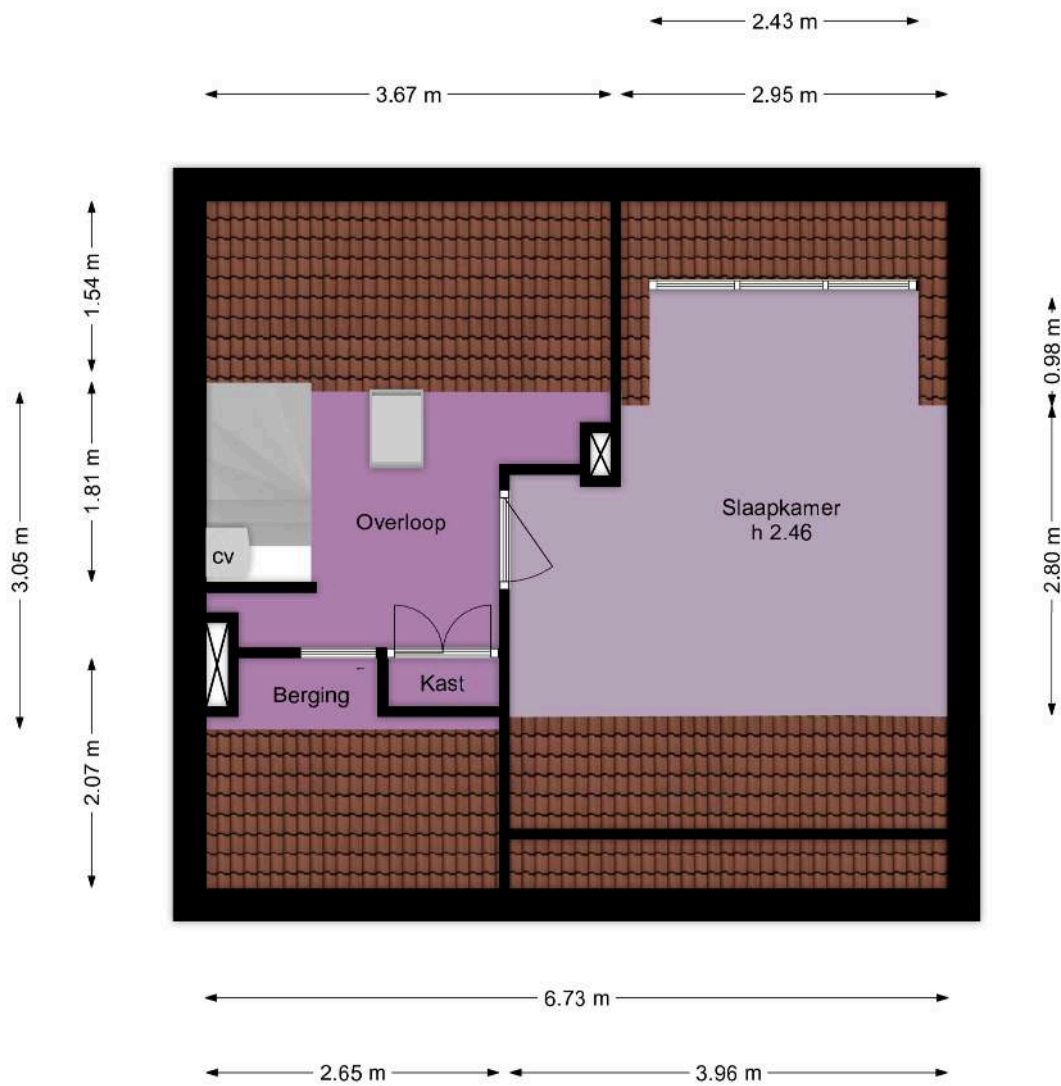 2.43 m
3.67 m
2.95 m
1.54 m
0.98 m
1.81 m
3.05 m
Overloop
Slaapkamer
h 2.46
cv
2.80 m
Berging
Kast
2.07 m
6.73 m
2.65 m
3.96 m